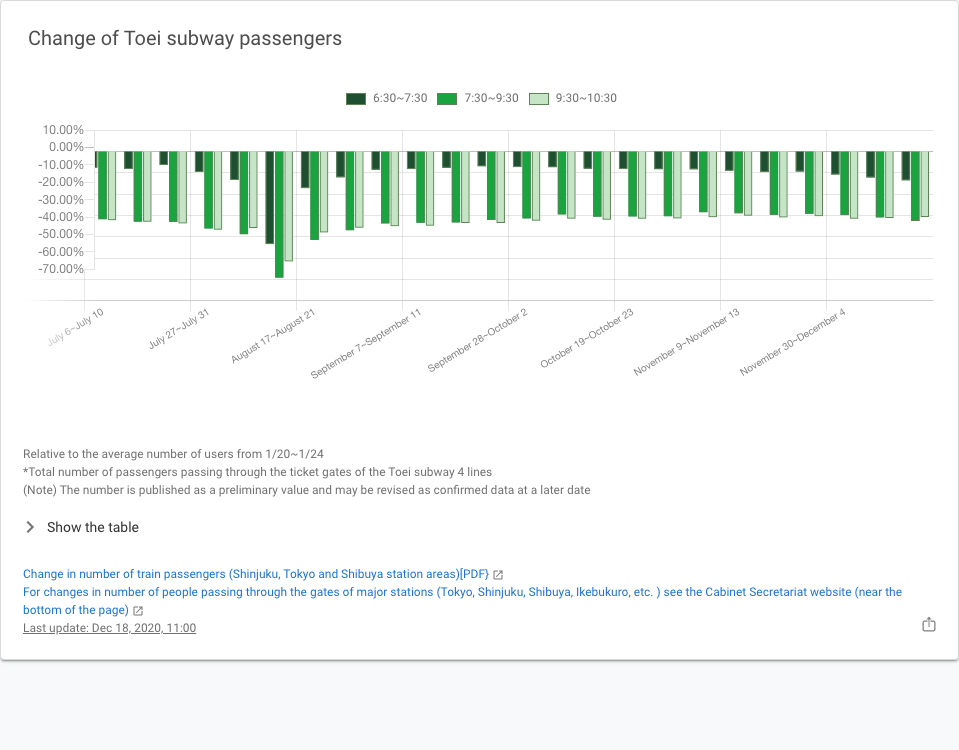 Change of Toei subway passengers
6:30~7:30 7:30~9:30 9:30~10:30
10.00%
0.00%
-10.00%
-20.00%
-30.00%
-40.00%
-50.00%
-60.00%
-70.00%
July 6~July 10
July 27~July 31
August 17~August 21
September 7~September 11
September 28~October 2
October 19~October 23
November 9~November 13
November 30~December 4
Relative to the average number of users from 1/20~1/24
*Total number of passengers passing through the ticket gates of the Toei subway 4 lines
(Note) The number is published as a preliminary value and may be revised as confirmed data at a later date
Show the table
Change in number of train passengers (Shinjuku, Tokyo and Shibuya station areas)[PDF}
For changes in number of people passing through the gates of major stations (Tokyo, Shinjuku, Shibuya, Ikebukuro, etc. ) see the Cabinet Secretariat website (near the
bottom of the page)
Last update: Dec 18, 2020, 11:00